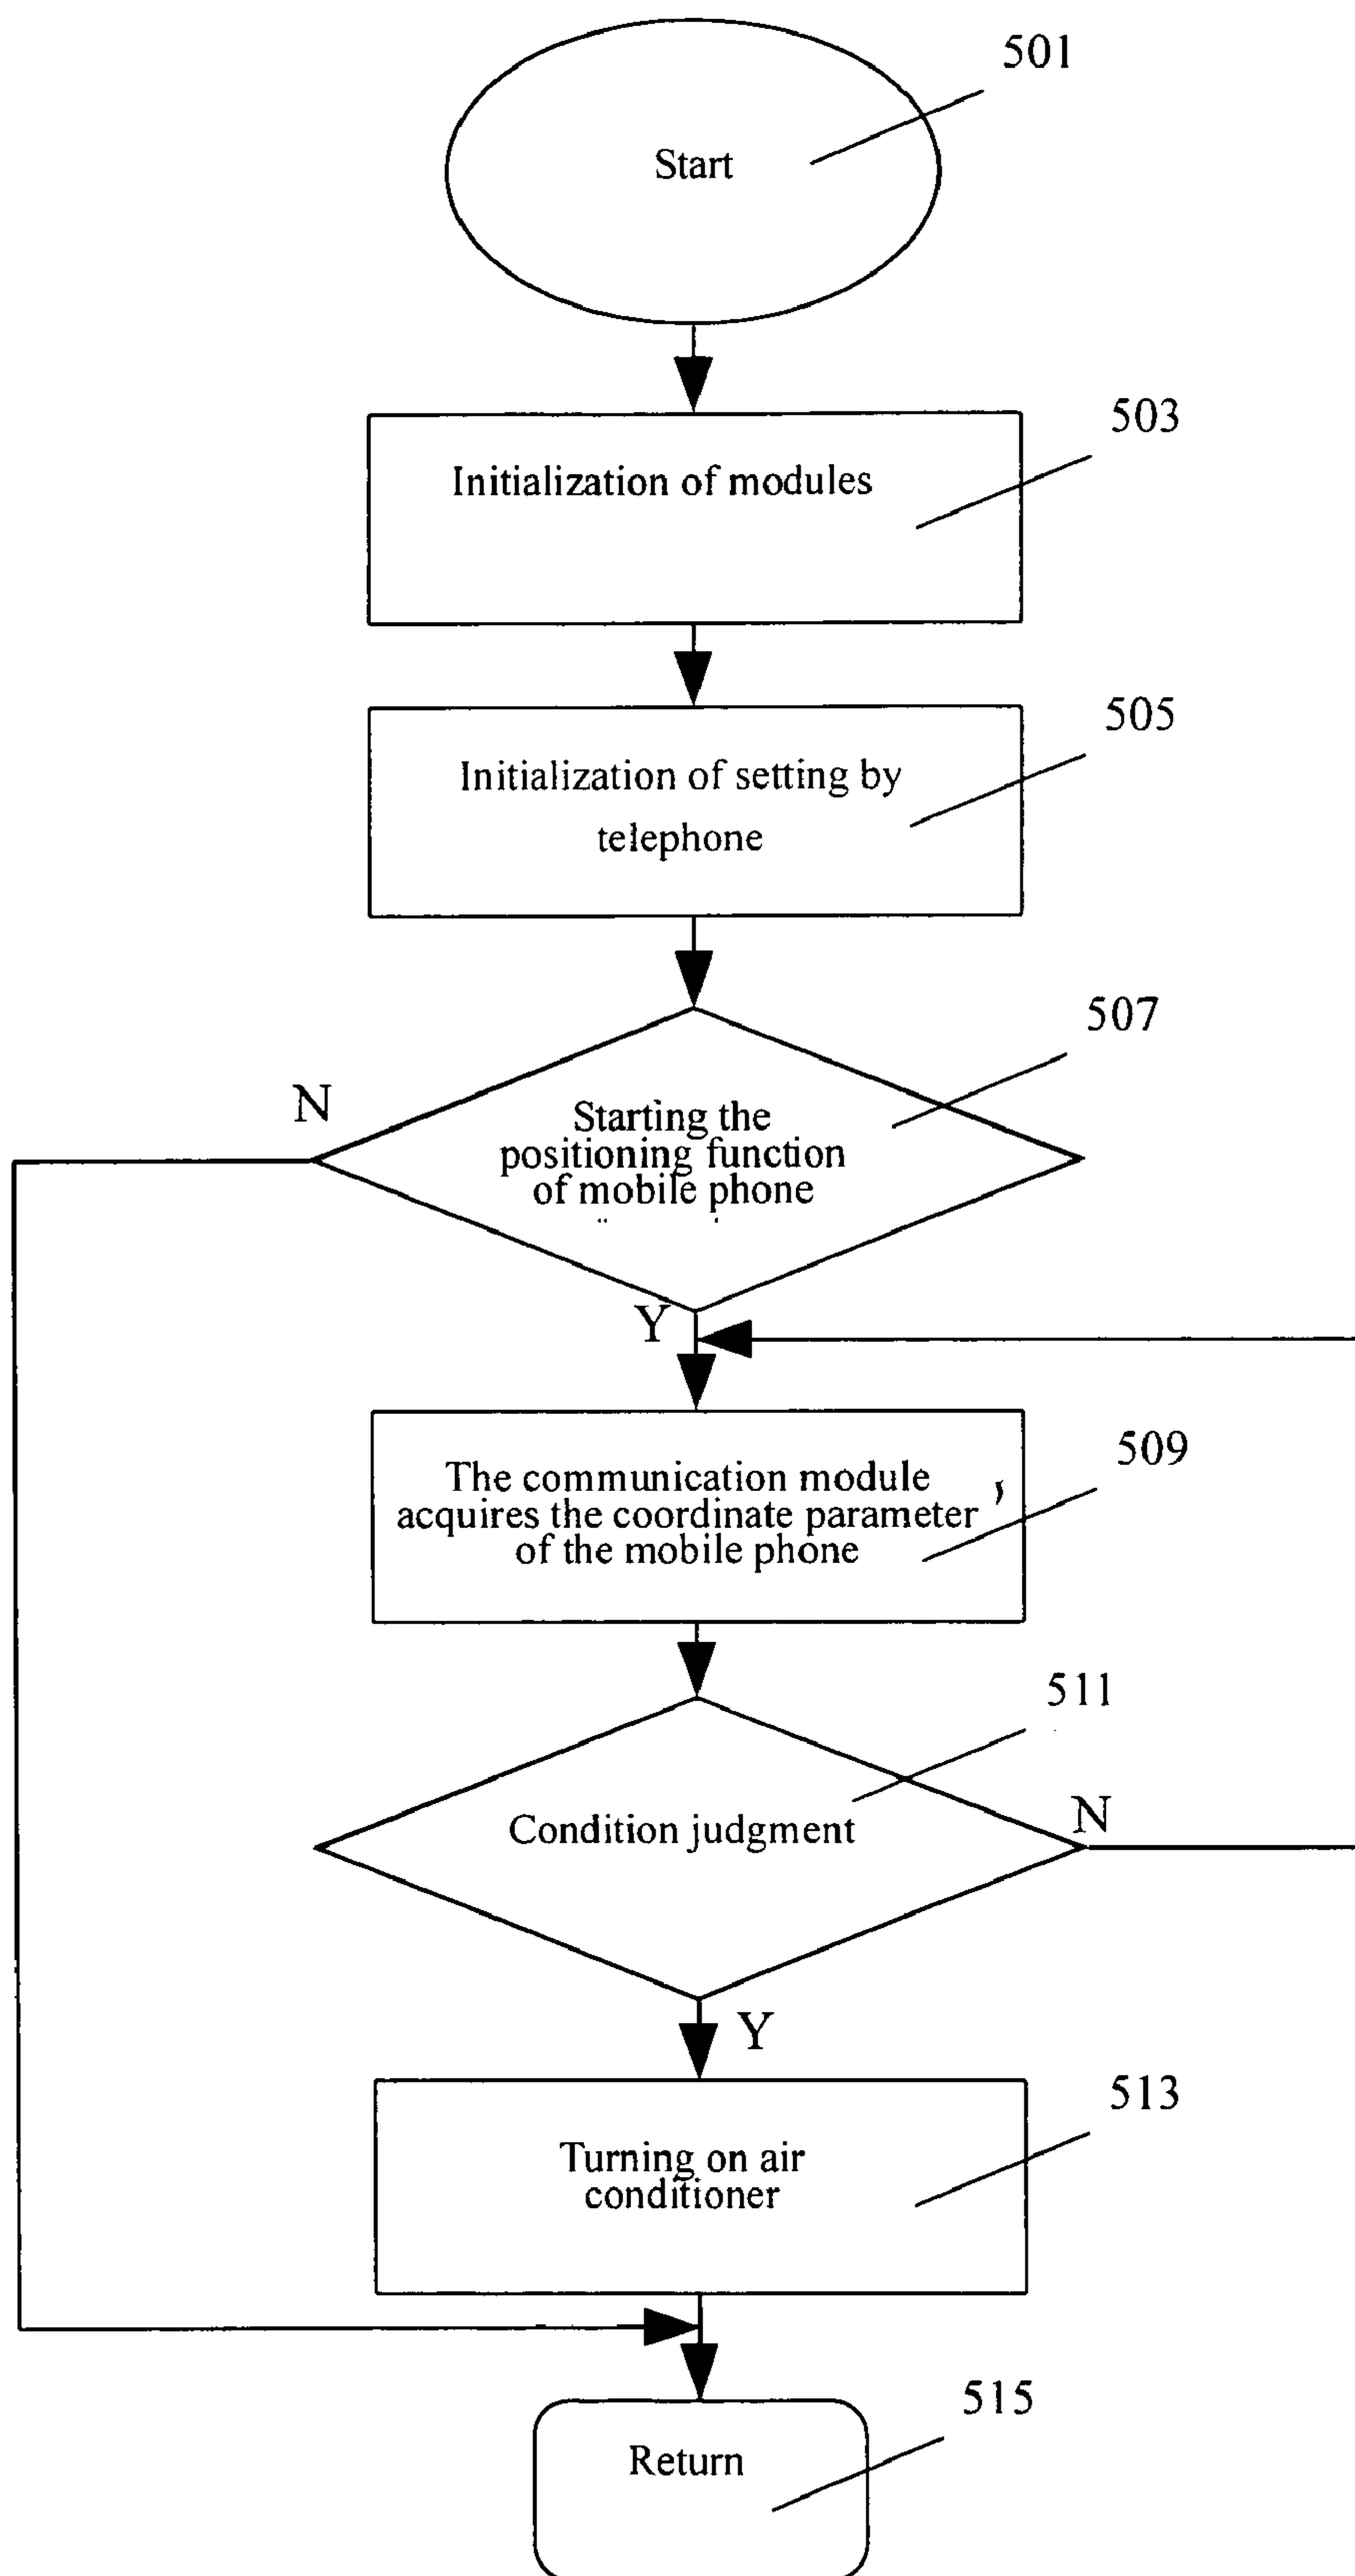 501
Start
503
Initialization of modules
505
Initialization of setting by
telephone
507
N
Starting the
positioning function
of mobile phone
Y
509
The communication module
acquires the coordinate parameter
of the mobile phone
511
Condition judgment
N
Y
513
Turning on air
conditioner
515
Return